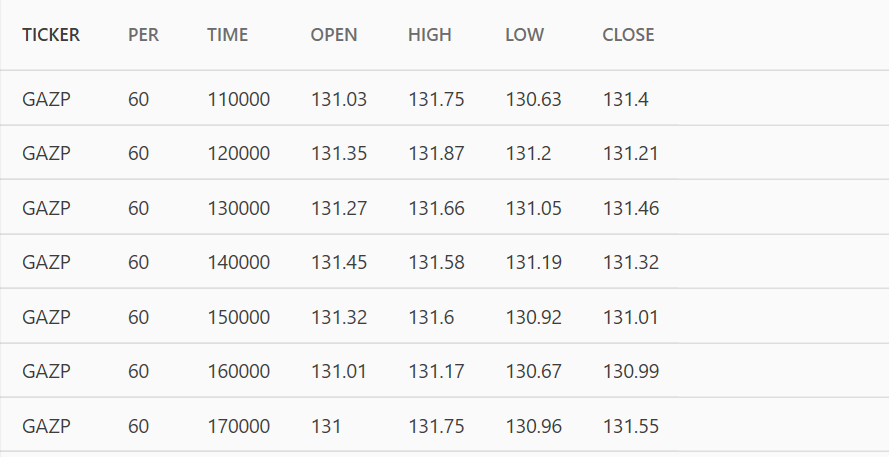 TICKER PER TIME OPEN HIGH LOW CLOSE
GAZP 60 110000 131.03 131.75 130.63 131.4
GAZP 60 120000 131.35 131.87 131.2 131.21
GAZP 60 130000 131.27 131.66 131.05 131.46
GAZP 60 140000 131.45 131.58 131.19 131.32
GAZP 60 150000 131.32 131.6 130.92 131.01
GAZP 60 160000 131.01 131.17 130.67 130.99
GAZP 60 170000 131 131.75 130.96 131.55